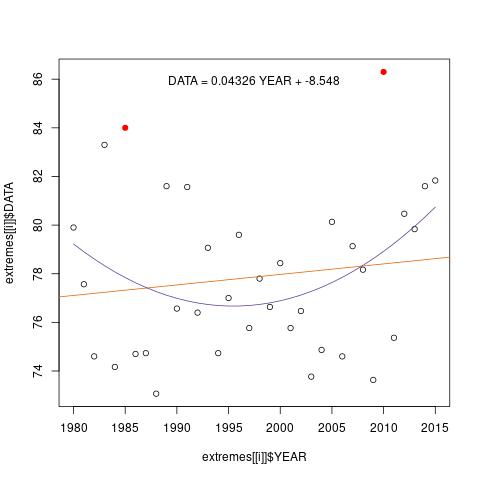 DATA = 0.04326 YEAR + -8.548
86
84
82
80
78
76
74
extremes[[i]]$DATA
1980 1985 1990 1995 2000 2005 2010 2015
extremes[[i]]$YEAR